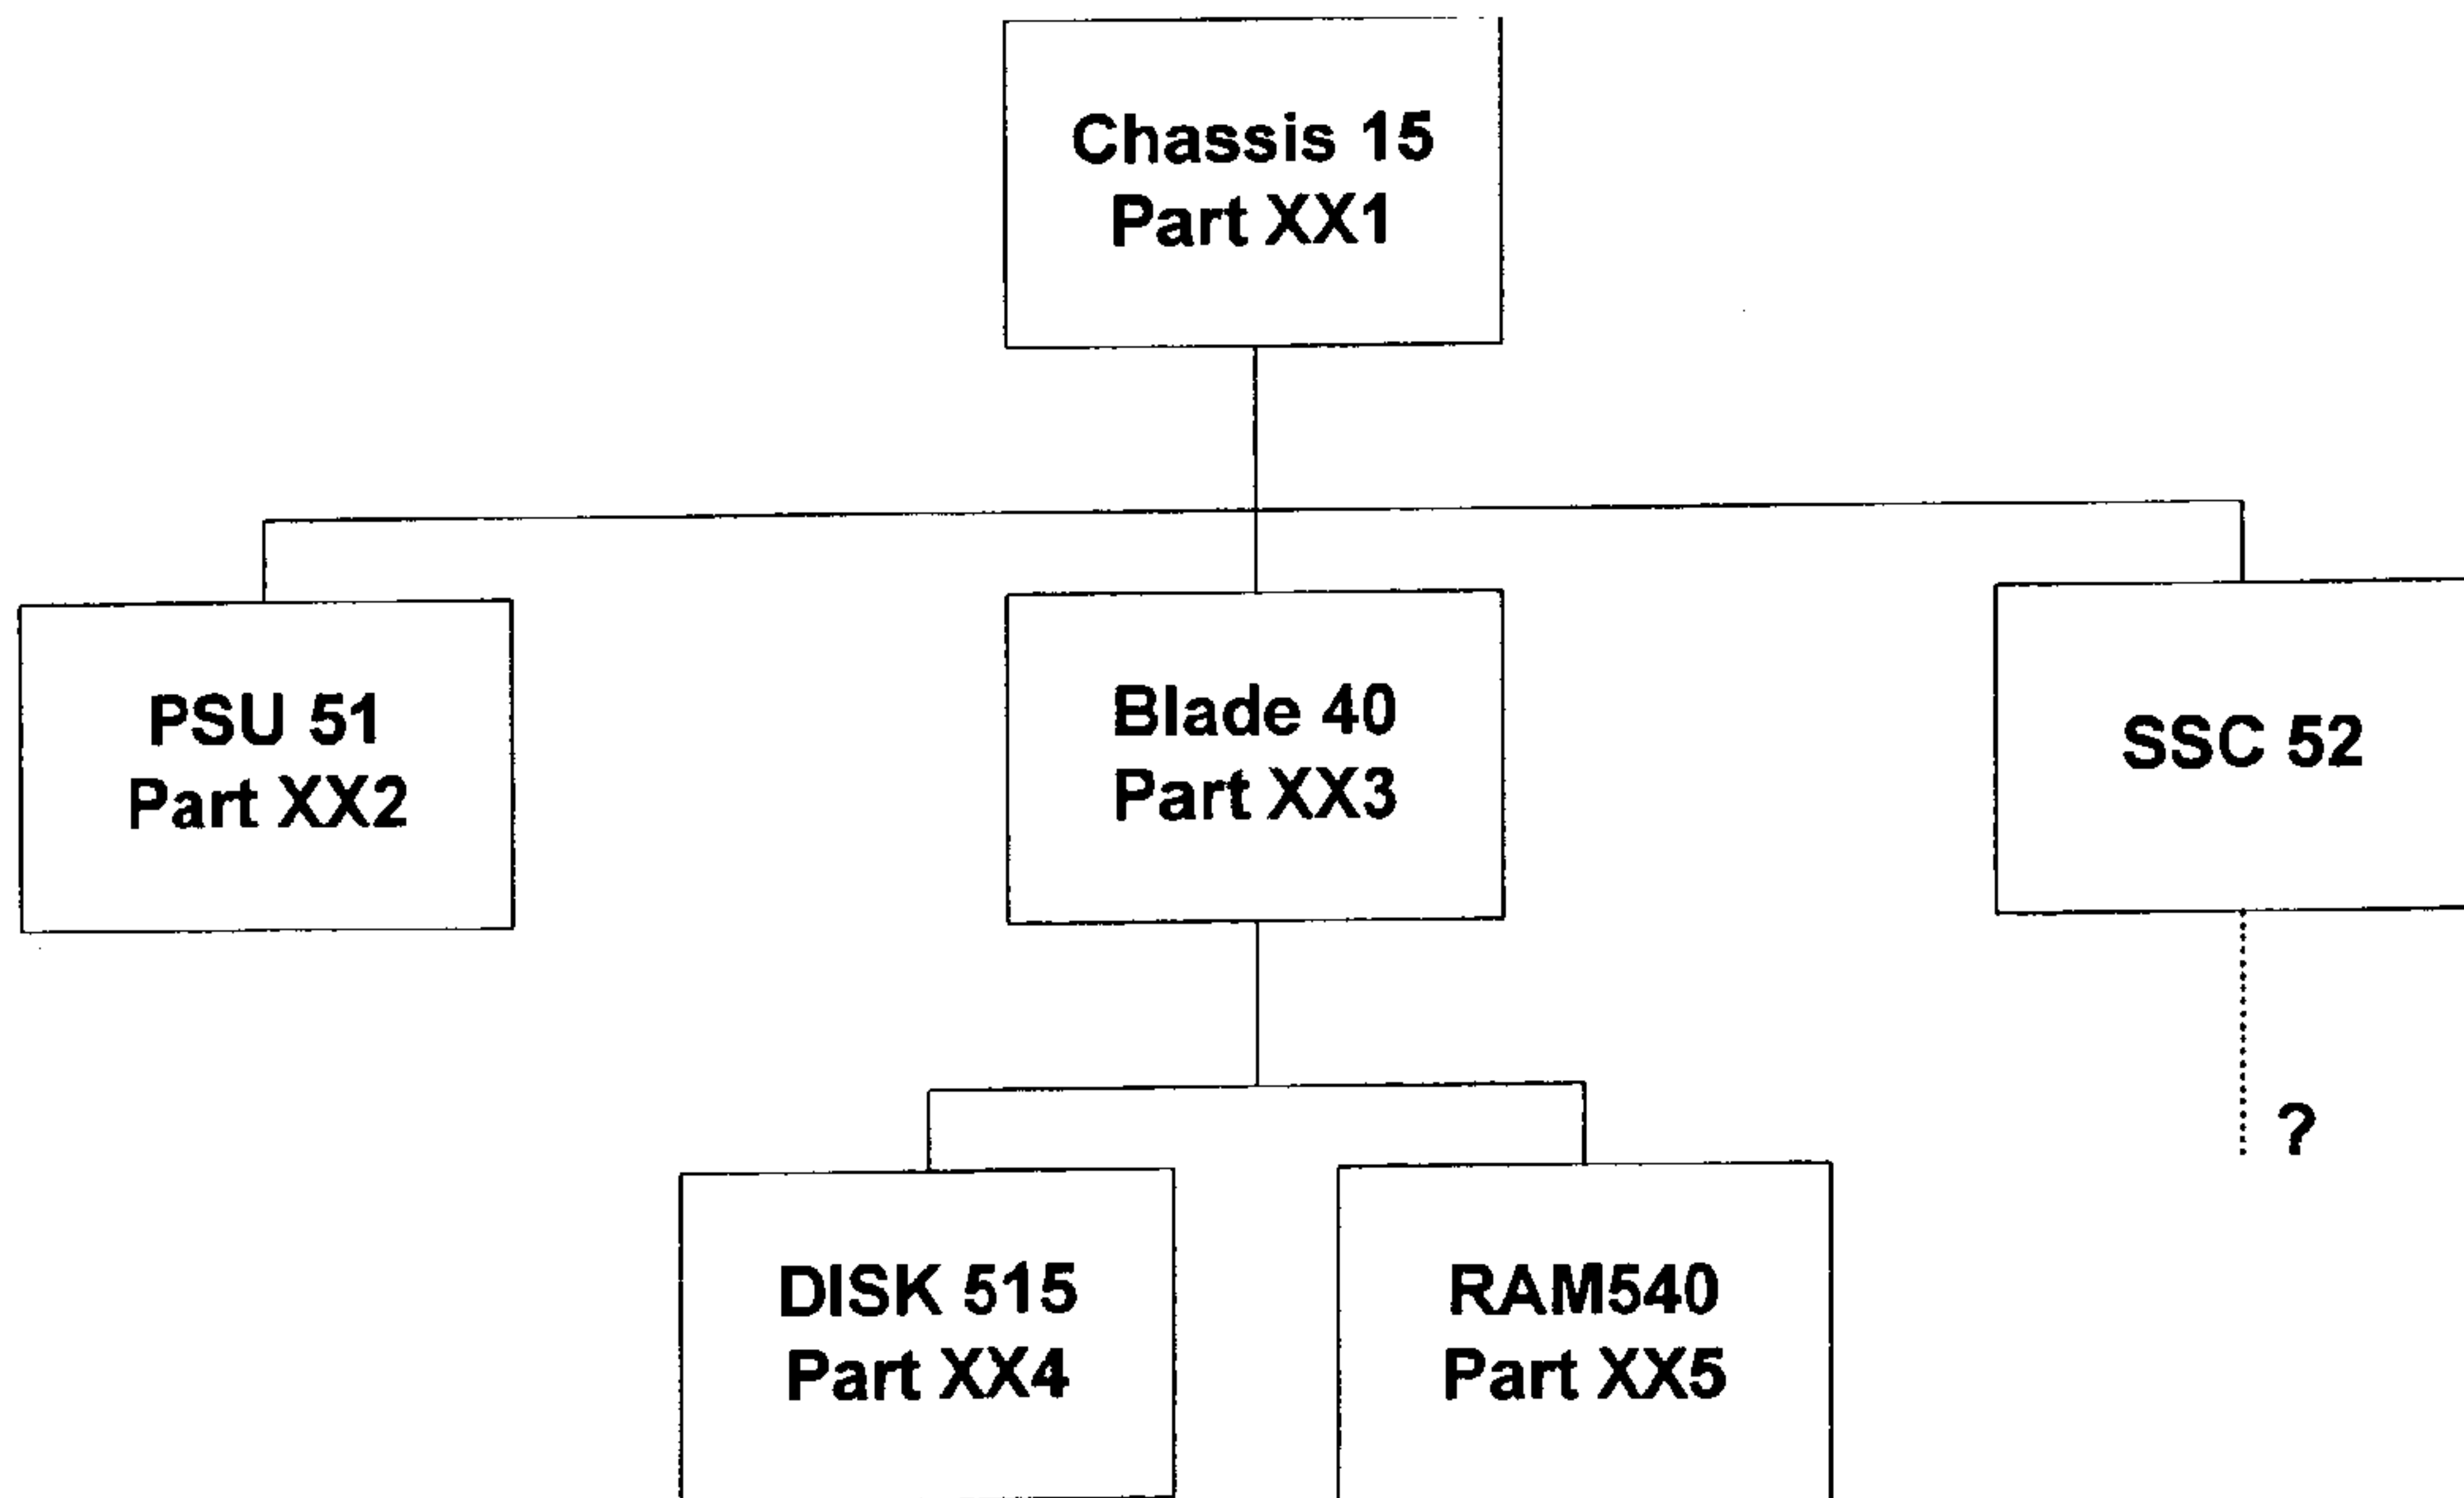 Chassis 15
Part XX1
PSU 51
Part XX2
Blade 40
Part XX3
SSC 52
?
DISK 515
Part XX4
RAM540
Part XX5